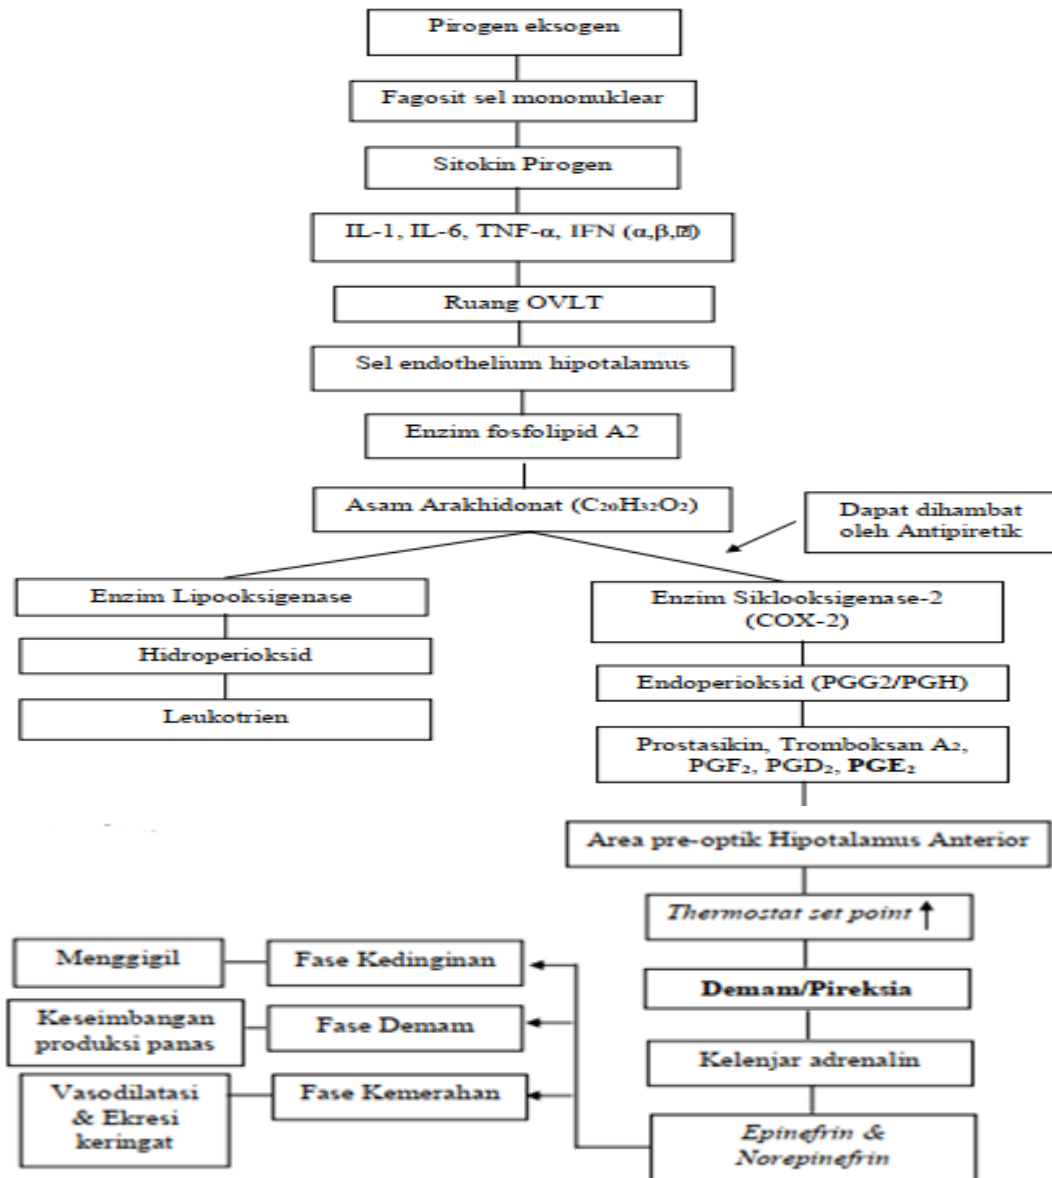 Pirogen eksogen
Fagosit sel mononuklear
Sitokin Pirogen
IL-1, IL-6, TNF-α, IFN (α,β,)
Ruang OVLT
Sel endothelium hipotalamus
Enzim fosfolipid A2
Asam Arakhidonat (C₂₀H₃₂O₂)
Dapat dihambat
oleh Antipiretik
Enzim Lipooksigenase
Hidroperioksid
Leukotrien
Enzim Siklooksigenase-2
(COX-2)
Endoperioksid (PGG2/PGH)
Prostasikin, Tromboksan A₂,
PGF₂, PGD₂, PGE₂
Area pre-optik Hipotalamus Anterior
Thermostat set point ↑
Demam/Pireksia
Kelenjar adrenalin
Epinefrin &
Norepinefrin
Fase Kedinginan
Menggigil
Fase Demam
Keseimbangan
produksi panas
Fase Kemerahan
Vasodilatasi
& Ekresi
keringat